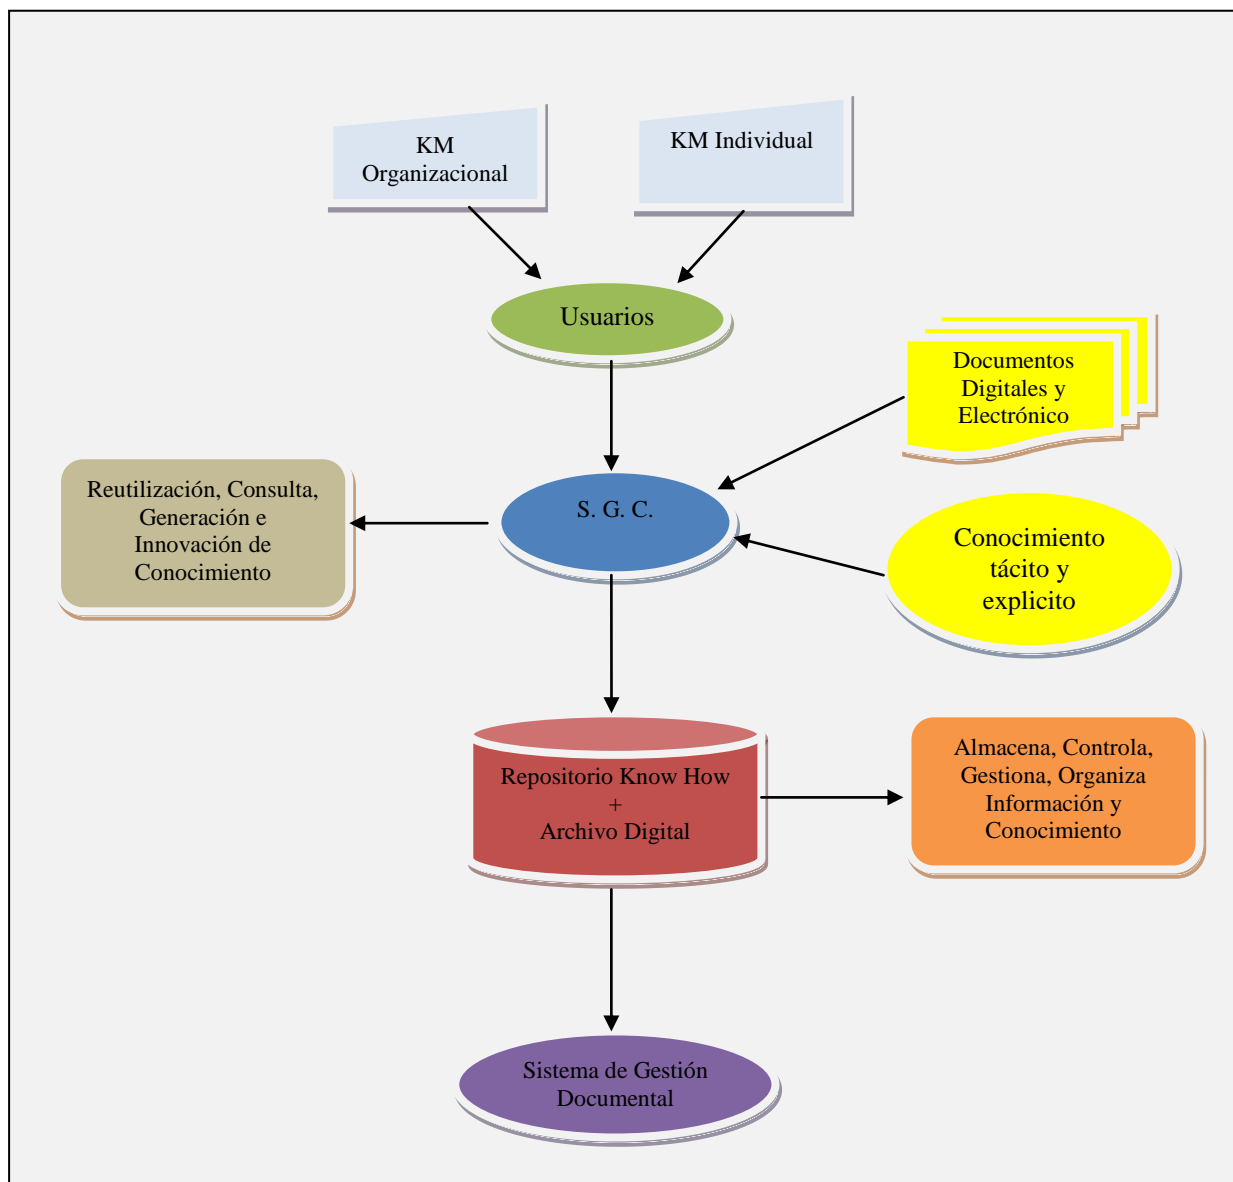 KM
Organizacional
KM Individual
Usuarios
Documentos
Digitales y
Electrónico
Reutilización, Consulta,
Generación e
Innovación de
Conocimiento
S. G. C.
Conocimiento
tácito y
explicito
Repositorio Know How
+
Archivo Digital
Almacena, Controla,
Gestiona, Organiza
Información y
Conocimiento
Sistema de Gestión
Documental